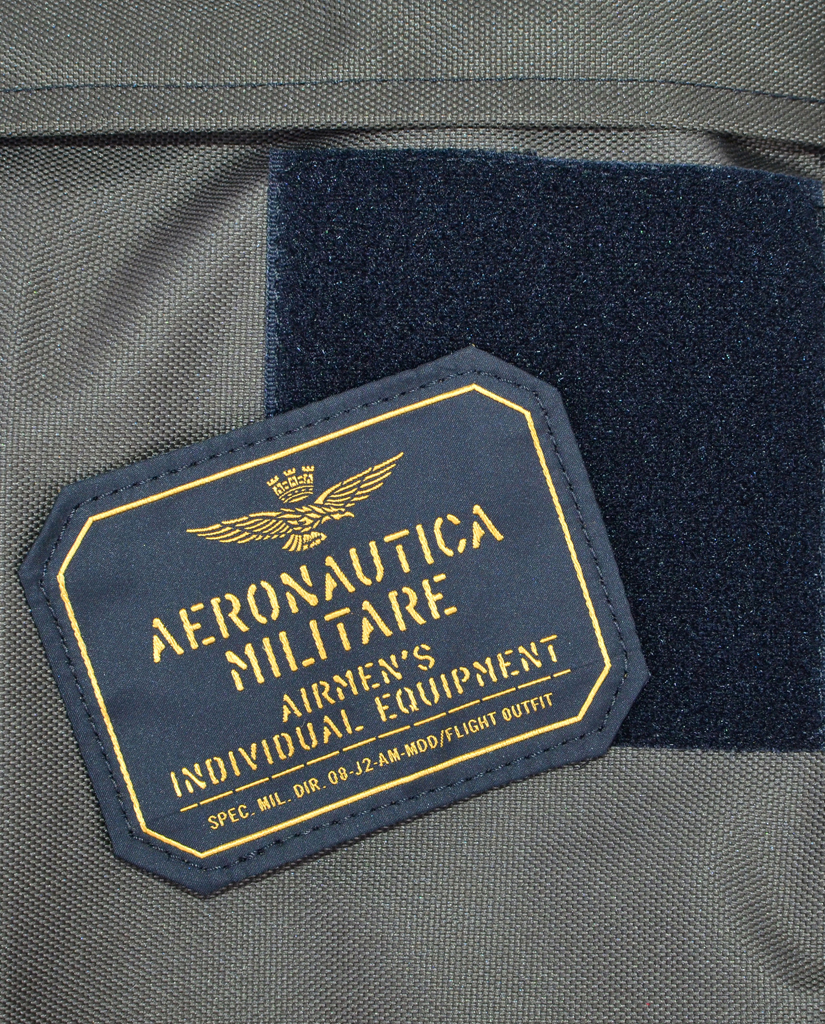 AERONAUTICA
MILITARE
AIRMEN'S
INDIVIDUAL EQUIPMENT
SPEC. MIL. DIR. 08-J2-AM-MDD/FLIGHT OUTFIT